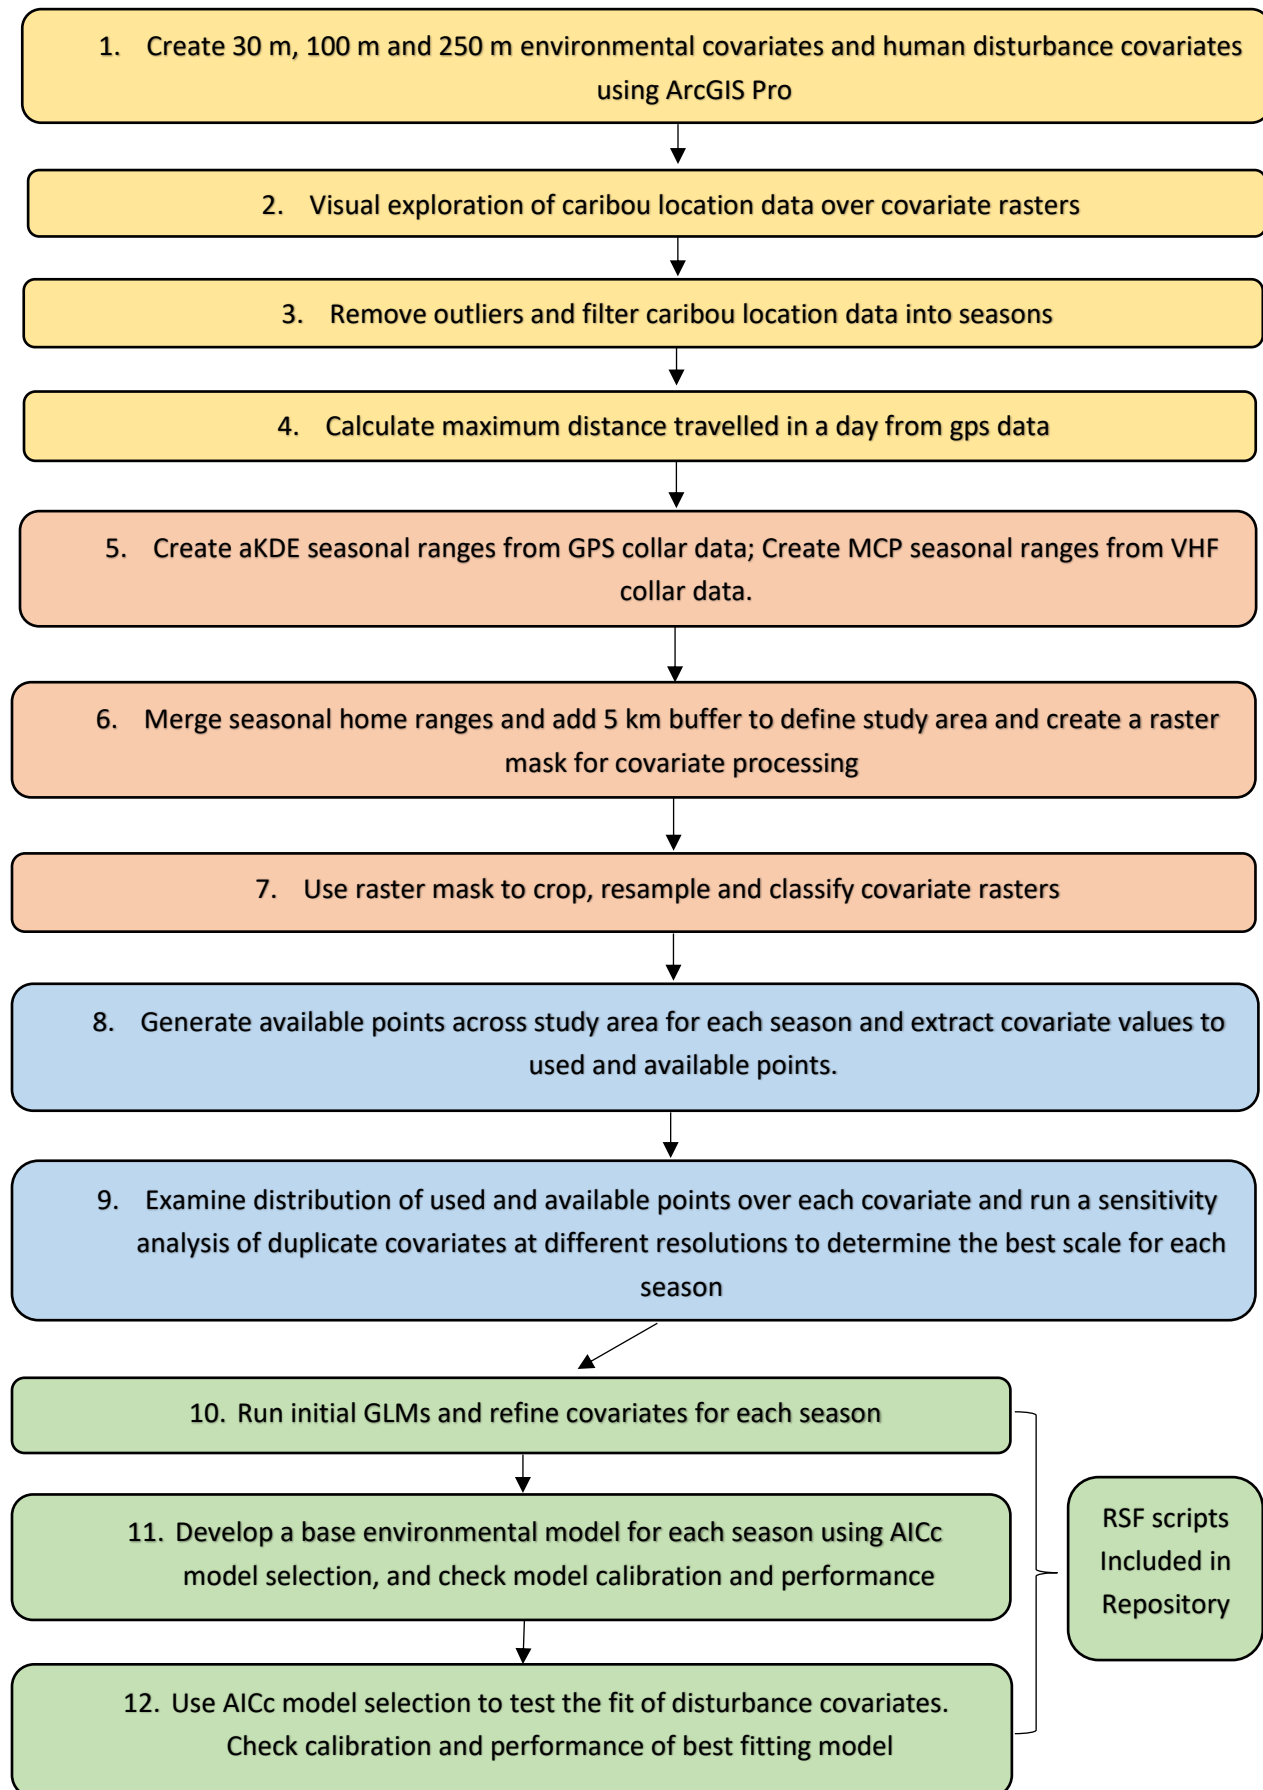 1. Create 30 m, 100 m and 250 m environmental covariates and human disturbance covariates
using ArcGIS Pro
2. Visual exploration of caribou location data over covariate rasters
3. Remove outliers and filter caribou location data into seasons
4. Calculate maximum distance travelled in a day from gps data
5. Create aKDE seasonal ranges from GPS collar data; Create MCP seasonal ranges from VHF
collar data.
6. Merge seasonal home ranges and add 5 km buffer to define study area and create a raster
mask for covariate processing
7. Use raster mask to crop, resample and classify covariate rasters
8. Generate available points across study area for each season and extract covariate values to
used and available points.
9. Examine distribution of used and available points over each covariate and run a sensitivity
analysis of duplicate covariates at different resolutions to determine the best scale for each
season
10. Run initial GLMs and refine covariates for each season
11. Develop a base environmental model for each season using AICc
model selection, and check model calibration and performance
12. Use AICc model selection to test the fit of disturbance covariates.
Check calibration and performance of best fitting model
RSF scripts
Included in
Repository